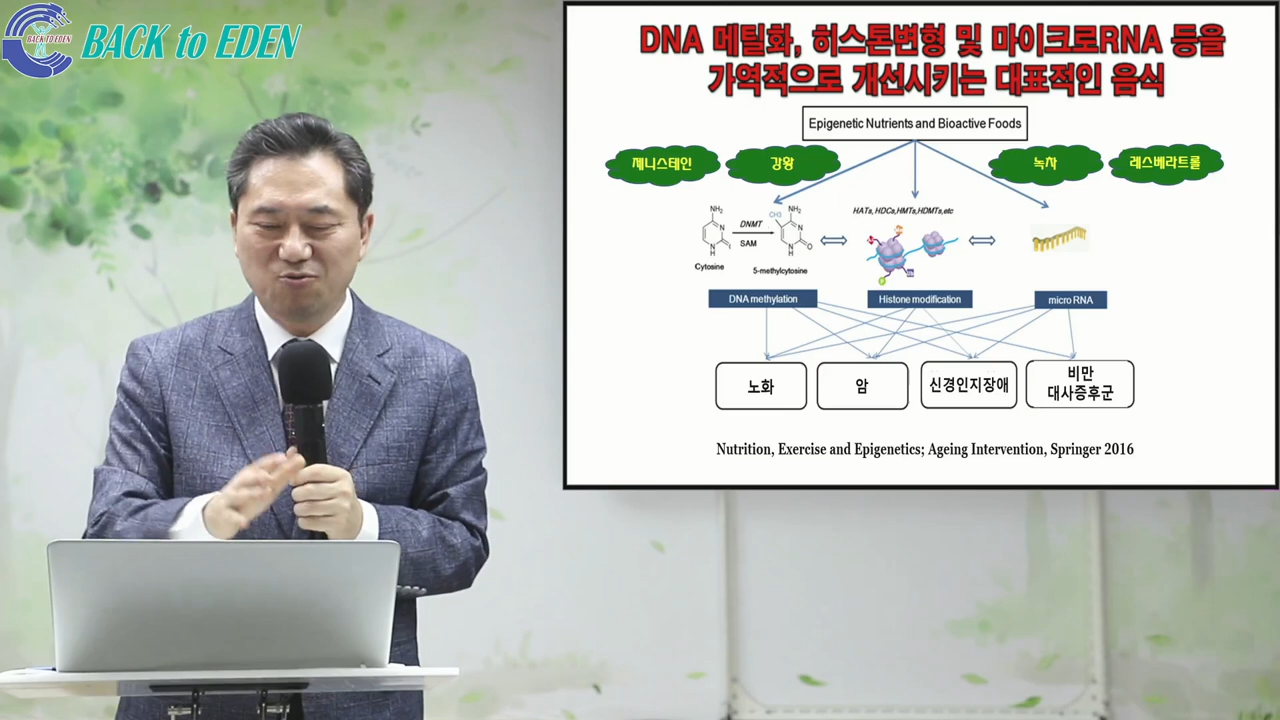 BACK TO EDEN
BACK to EDEN
DNA 메틸화, 히스톤변형 및 마이크로RNA 등을
가역적으로 개선시키는 대표적인 음식
Epigenetic Nutrients and Bioactive Foods
제니스테인
강황
녹차
레스베라트롤
NH₂
CH3
NH₂
HATs, HDCs,HMTs,HDMTs,etc
DNMT
SAM
Cytosine
5-methylcytosine
DNA methylation
Histone modification
micro RNA
노화
암
신경인지장애
비만
대사증후군
Nutrition, Exercise and Epigenetics; Ageing Intervention, Springer 2016